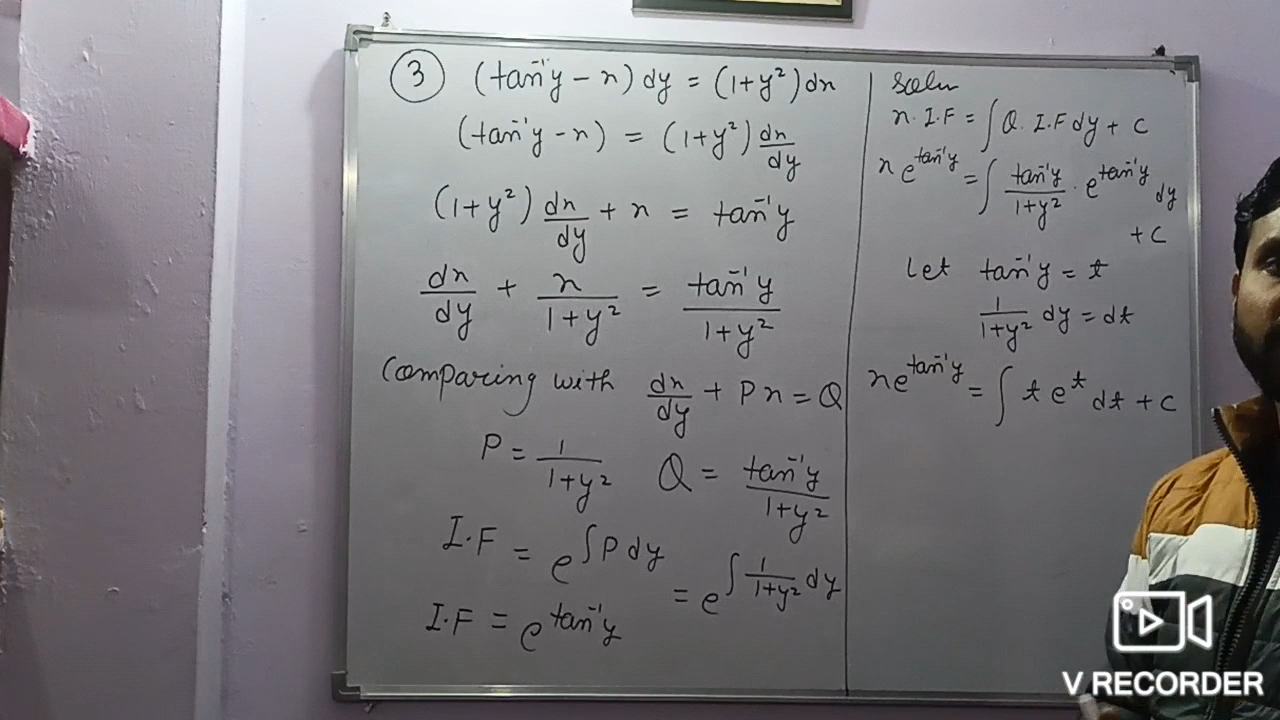 ③ (tan⁻¹y − x) dy = (1+y²) dx
(tan⁻¹y − x) = (1+y²) dx/dy
(1+y²) dx/dy + x = tan⁻¹y
dx/dy + x/(1+y²) = tan⁻¹y/(1+y²)
Comparing with dx/dy + Px = Q
P = 1/(1+y²) Q = tan⁻¹y/(1+y²)
I.F = e^∫P dy = e^∫1/(1+y²) dy
I.F = e^tan⁻¹y
Soln
x. I.F = ∫Q. I.F dy + C
x e^tan⁻¹y = ∫ tan⁻¹y/(1+y²) . e^tan⁻¹y dy
+ C
Let tan⁻¹y = t
1/(1+y²) dy = dt
x e^tan⁻¹y = ∫ t e^t dt + C
V RECORDER